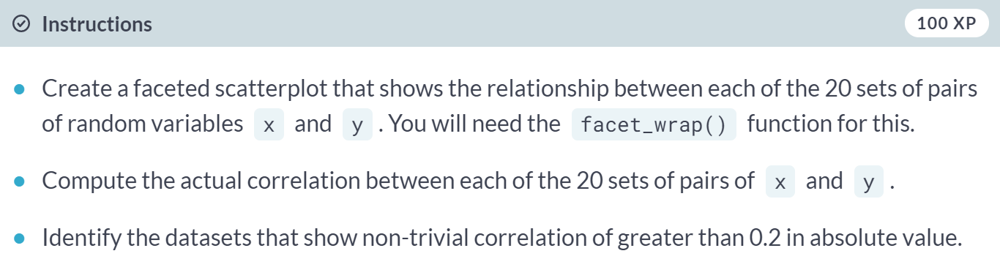 Instructions
100 XP
Create a faceted scatterplot that shows the relationship between each of the 20 sets of pairs
of random variables x and y . You will need the facet_wrap() function for this.
Compute the actual correlation between each of the 20 sets of pairs of x and y .
Identify the datasets that show non-trivial correlation of greater than 0.2 in absolute value.